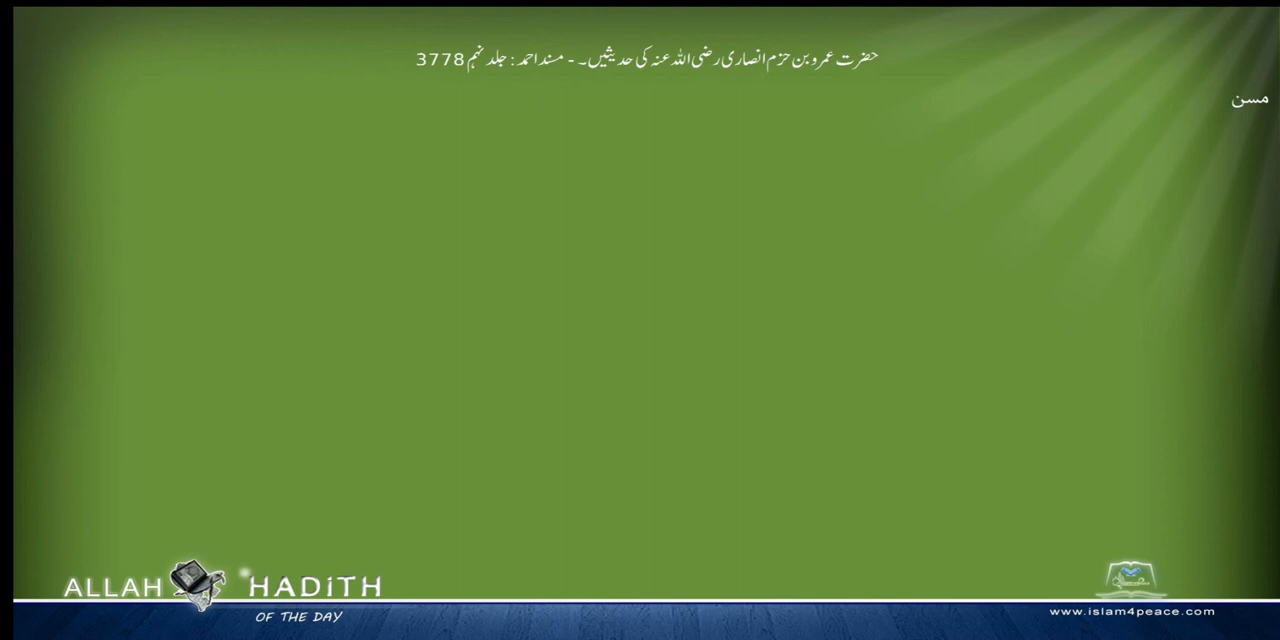 حضرت عمرو بن حزم انصاری رضی اللہ عنہ کی حدیثیں۔ - مسند احمد : جلد نہم 3778
مسن
ALLAH HADITH
OF THE DAY
www.islam4peace.com